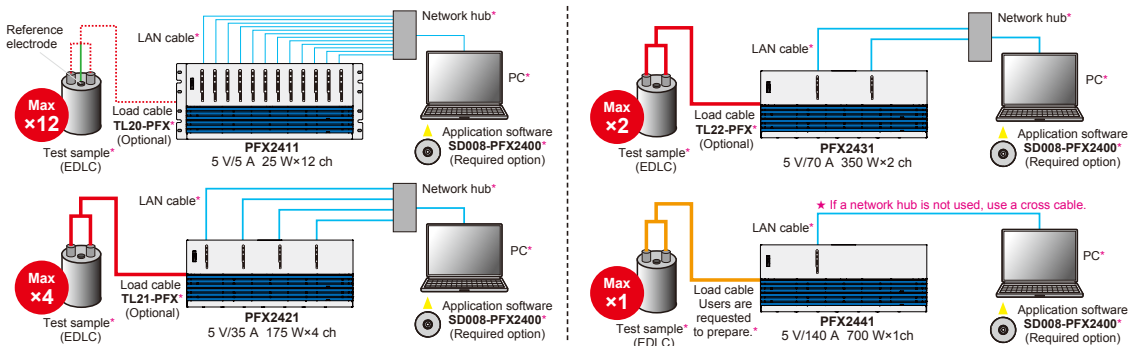 Reference
electrode
LAN cable*
Network hub*
PC*
Max
×12
Load cable
TL20-PFX*
(Optional)
Test sample*
(EDLC)
PFX2411
5 V/5 A  25 W×12 ch
Application software
SD008-PFX2400*
(Required option)
LAN cable*
Network hub*
PC*
Max
×4
Load cable
TL21-PFX*
(Optional)
Test sample*
(EDLC)
PFX2421
5 V/35 A  175 W×4 ch
Application software
SD008-PFX2400*
(Required option)
Network hub*
LAN cable*
PC*
Max
×2
Load cable
TL22-PFX*
(Optional)
Test sample*
(EDLC)
PFX2431
5 V/70 A  350 W×2 ch
Application software
SD008-PFX2400*
(Required option)
★ If a network hub is not used, use a cross cable.
LAN cable*
PC*
Max
×1
Load cable
Users are
requested
to prepare.*
Test sample*
(EDLC)
PFX2441
5 V/140 A  700 W×1ch
Application software
SD008-PFX2400*
(Required option)